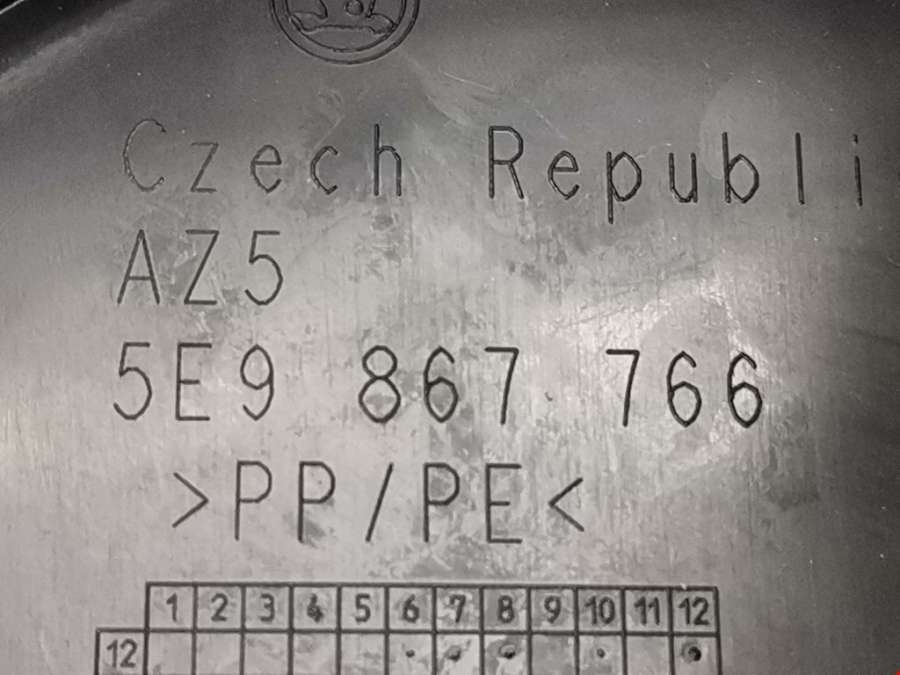 Czech Republi
AZ5
5E9 867 766
>PP/PE<
1 2 3 4 5 6 7 8 9 10 11 12
12